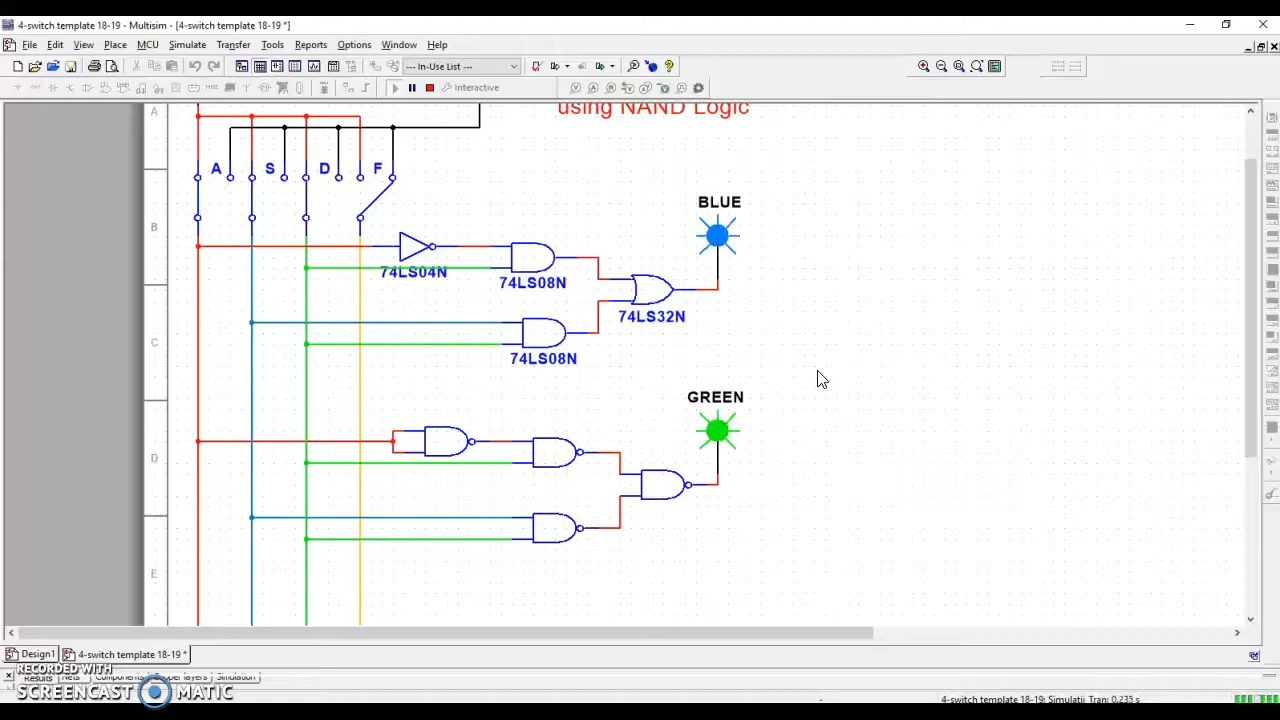 4-switch template 18-19 - Multisim - [4-switch template 18-19 *]
File Edit View Place MCU Simulate Transfer Tools Reports Options Window Help
--- In-Use List ---
Interactive
A
using NAND Logic
A S D F
BLUE
B
74LS04N
74LS08N
74LS32N
C
74LS08N
GREEN
D
E
Design1 4-switch template 18-19 *
RECORDED WITH
Results Nets Components Copper layers Simulation
SCREENCAST MATIC
4-switch template 18-19: Simulati Tran: 0.233 s